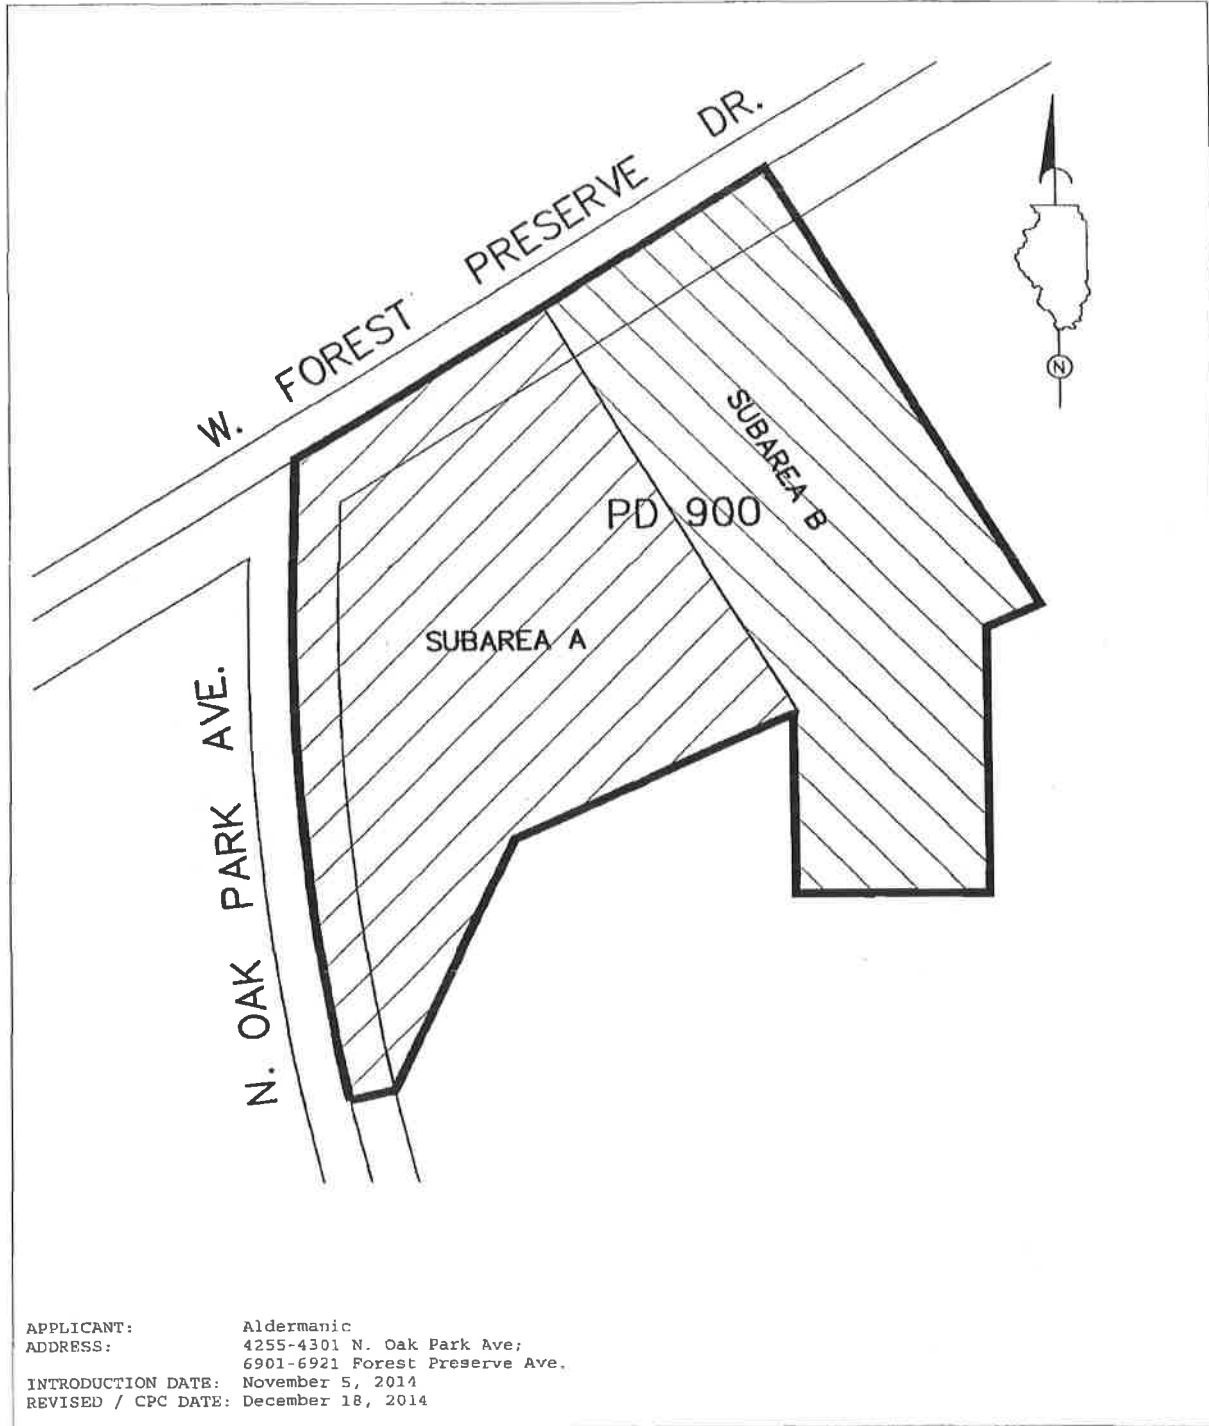 W. FOREST PRESERVE DR.
N
SUBAREA B
PD 900
SUBAREA A
N. OAK PARK AVE.
APPLICANT: Aldermanic
ADDRESS: 4255-4301 N. Oak Park Ave;
6901-6921 Forest Preserve Ave.
INTRODUCTION DATE: November 5, 2014
REVISED / CPC DATE: December 18, 2014